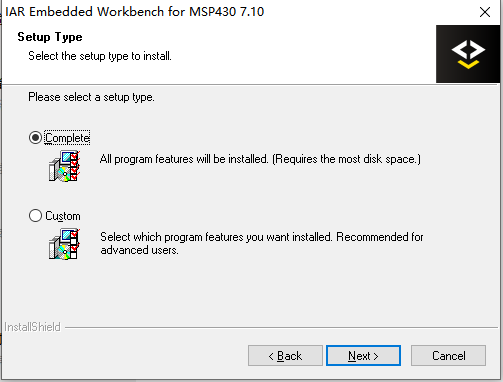 IAR Embedded Workbench for MSP430 7.10
Setup Type
Select the setup type to install.
Please select a setup type.
Complete
All program features will be installed. (Requires the most disk space.)
Custom
Select which program features you want installed. Recommended for
advanced users.
InstallShield
< Back
Next >
Cancel